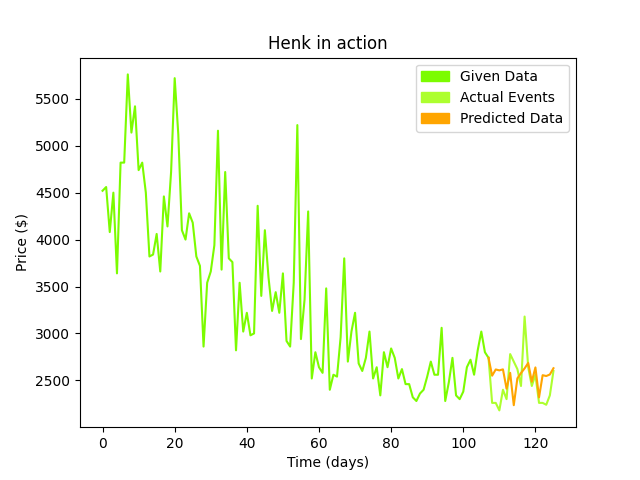 Henk in action
Given Data
Actual Events
Predicted Data
Price ($)
5500
5000
4500
4000
3500
3000
2500
0 20 40 60 80 100 120
Time (days)